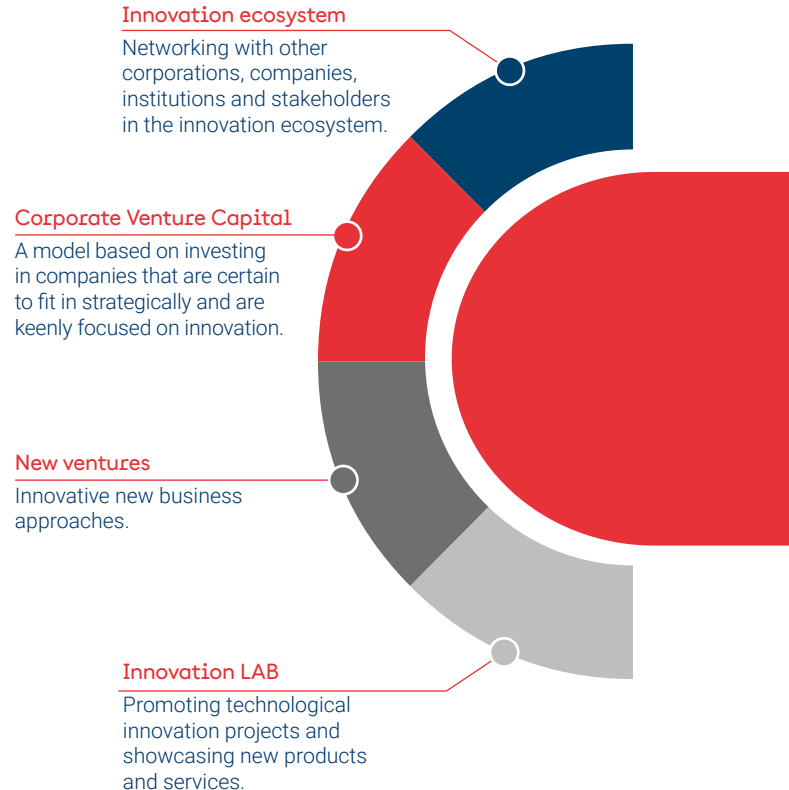 Innovation ecosystem
Networking with other
corporations, companies,
institutions and stakeholders
in the innovation ecosystem.
Corporate Venture Capital
A model based on investing
in companies that are certain
to fit in strategically and are
keenly focused on innovation.
New ventures
Innovative new business
approaches.
Innovation LAB
Promoting technological
innovation projects and
showcasing new products
and services.